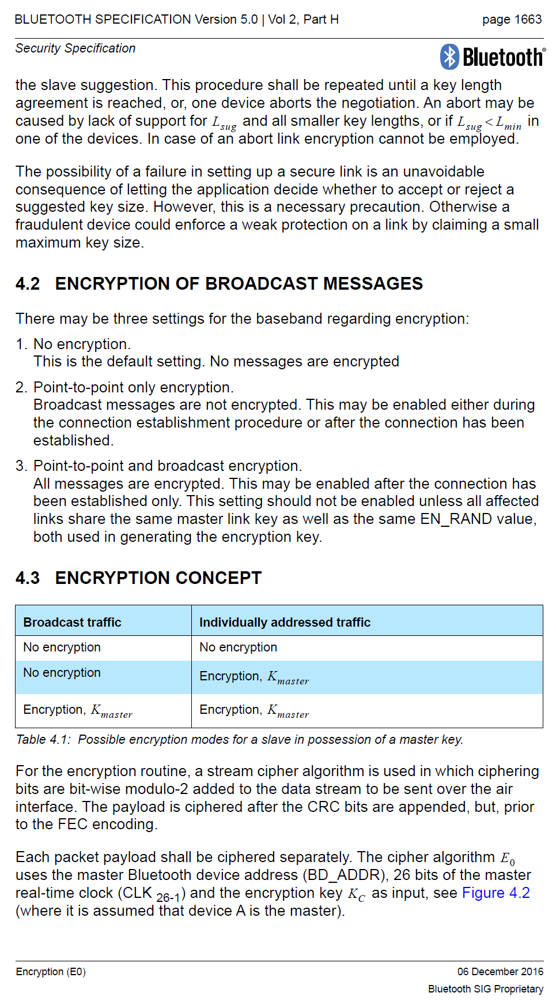 BLUETOOTH SPECIFICATION Version 5.0 | Vol 2, Part H page 1663
Security Specification
Bluetooth®
the slave suggestion. This procedure shall be repeated until a key length
agreement is reached, or, one device aborts the negotiation. An abort may be
caused by lack of support for L_sug and all smaller key lengths, or if L_sug < L_min in
one of the devices. In case of an abort link encryption cannot be employed.
The possibility of a failure in setting up a secure link is an unavoidable
consequence of letting the application decide whether to accept or reject a
suggested key size. However, this is a necessary precaution. Otherwise a
fraudulent device could enforce a weak protection on a link by claiming a small
maximum key size.
4.2 ENCRYPTION OF BROADCAST MESSAGES
There may be three settings for the baseband regarding encryption:
1. No encryption.
This is the default setting. No messages are encrypted
2. Point-to-point only encryption.
Broadcast messages are not encrypted. This may be enabled either during
the connection establishment procedure or after the connection has been
established.
3. Point-to-point and broadcast encryption.
All messages are encrypted. This may be enabled after the connection has
been established only. This setting should not be enabled unless all affected
links share the same master link key as well as the same EN_RAND value,
both used in generating the encryption key.
4.3 ENCRYPTION CONCEPT
Broadcast traffic Individually addressed traffic
No encryption No encryption
No encryption Encryption, K_master
Encryption, K_master Encryption, K_master
Table 4.1: Possible encryption modes for a slave in possession of a master key.
For the encryption routine, a stream cipher algorithm is used in which ciphering
bits are bit-wise modulo-2 added to the data stream to be sent over the air
interface. The payload is ciphered after the CRC bits are appended, but, prior
to the FEC encoding.
Each packet payload shall be ciphered separately. The cipher algorithm E_0
uses the master Bluetooth device address (BD_ADDR), 26 bits of the master
real-time clock (CLK 26-1) and the encryption key K_C as input, see Figure 4.2
(where it is assumed that device A is the master).
Encryption (E0) 06 December 2016
Bluetooth SIG Proprietary